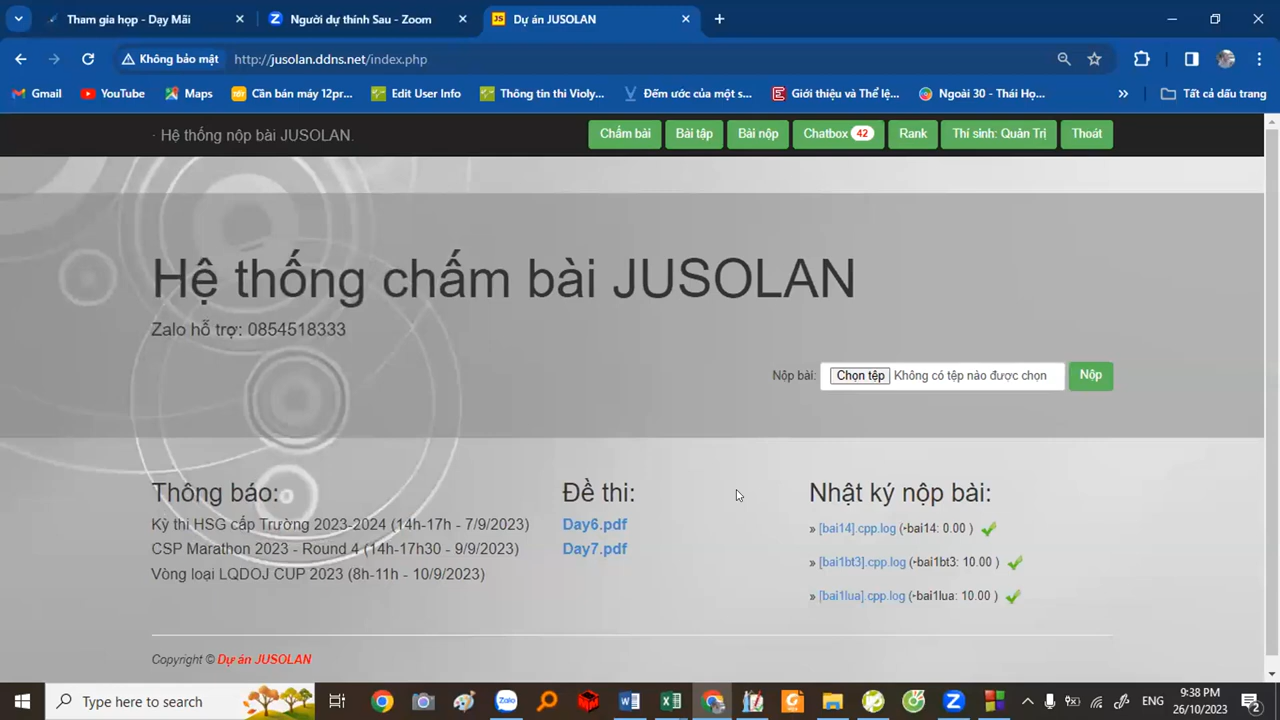 Tham gia họp - Dạy Mãi
Người dự thính Sau - Zoom
JS Dự án JUSOLAN
Không bảo mật
http://jusolan.ddns.net/index.php
Gmail
YouTube
Maps
Cần bán máy 12pr...
Edit User Info
Thông tin thi Violy...
Đếm ước của một s...
Giới thiệu và Thể lệ...
Ngoài 30 - Thái Họ...
Tất cả dấu trang
· Hệ thống nộp bài JUSOLAN.
Chấm bài
Bài tập
Bài nộp
Chatbox 42
Rank
Thí sinh: Quản Trị
Thoát
Hệ thống chấm bài JUSOLAN
Zalo hỗ trợ: 0854518333
Nộp bài: Chọn tệp Không có tệp nào được chọn Nộp
Thông báo:
Kỳ thi HSG cấp Trường 2023-2024 (14h-17h - 7/9/2023)
CSP Marathon 2023 - Round 4 (14h-17h30 - 9/9/2023)
Vòng loại LQDOJ CUP 2023 (8h-11h - 10/9/2023)
Đề thi:
Day6.pdf
Day7.pdf
Nhật ký nộp bài:
» [bai14].cpp.log (-bai14: 0.00 )
» [bai1bt3].cpp.log (-bai1bt3: 10.00 )
» [bai1lua].cpp.log (-bai1lua: 10.00 )
Copyright © Dự án JUSOLAN
Type here to search
ENG
9:38 PM
26/10/2023
2